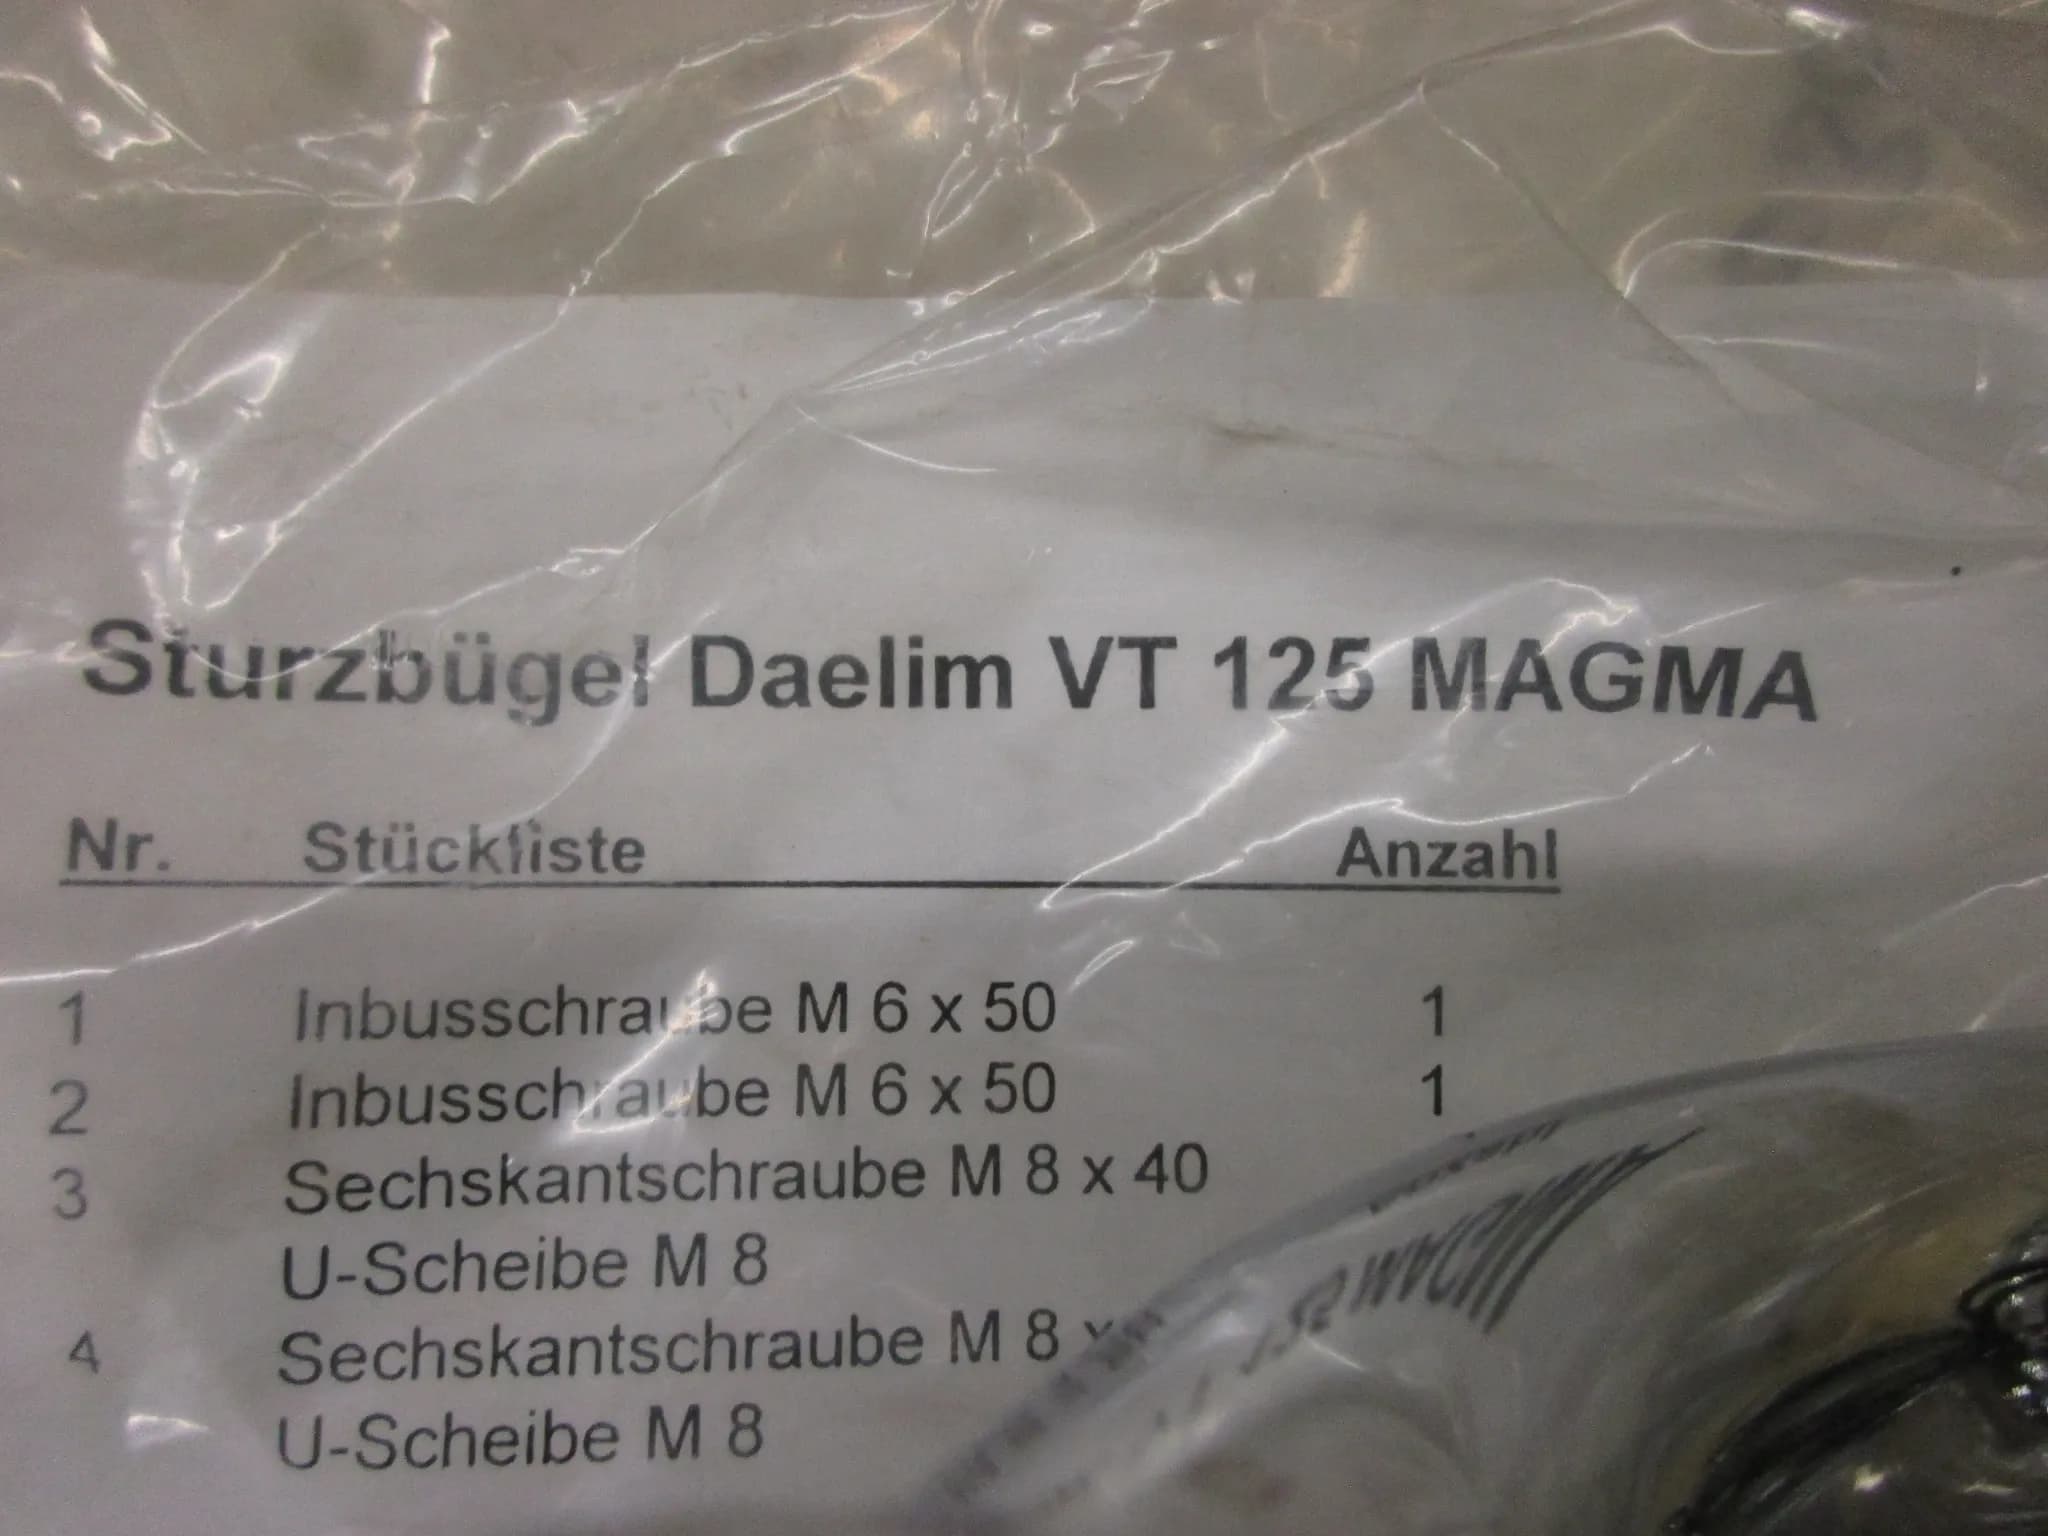 Sturzbügel Daelim VT 125 MAGMA
Nr. Stückliste Anzahl
1 Inbusschraube M 6 x 50 1
2 Inbusschraube M 6 x 50 1
3 Sechskantschraube M 8 x 40
U-Scheibe M 8
4 Sechskantschraube M 8 x
U-Scheibe M 8